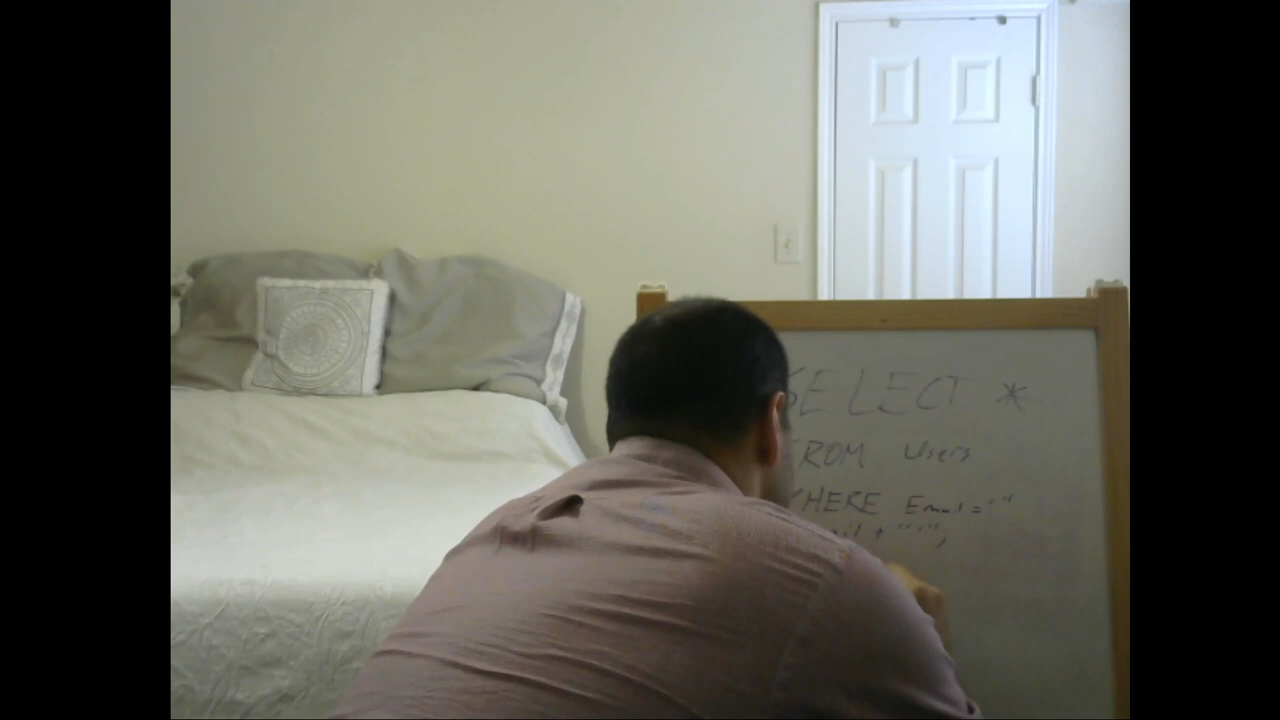 SELECT *
FROM Users
WHERE Email = '"
+ "'";